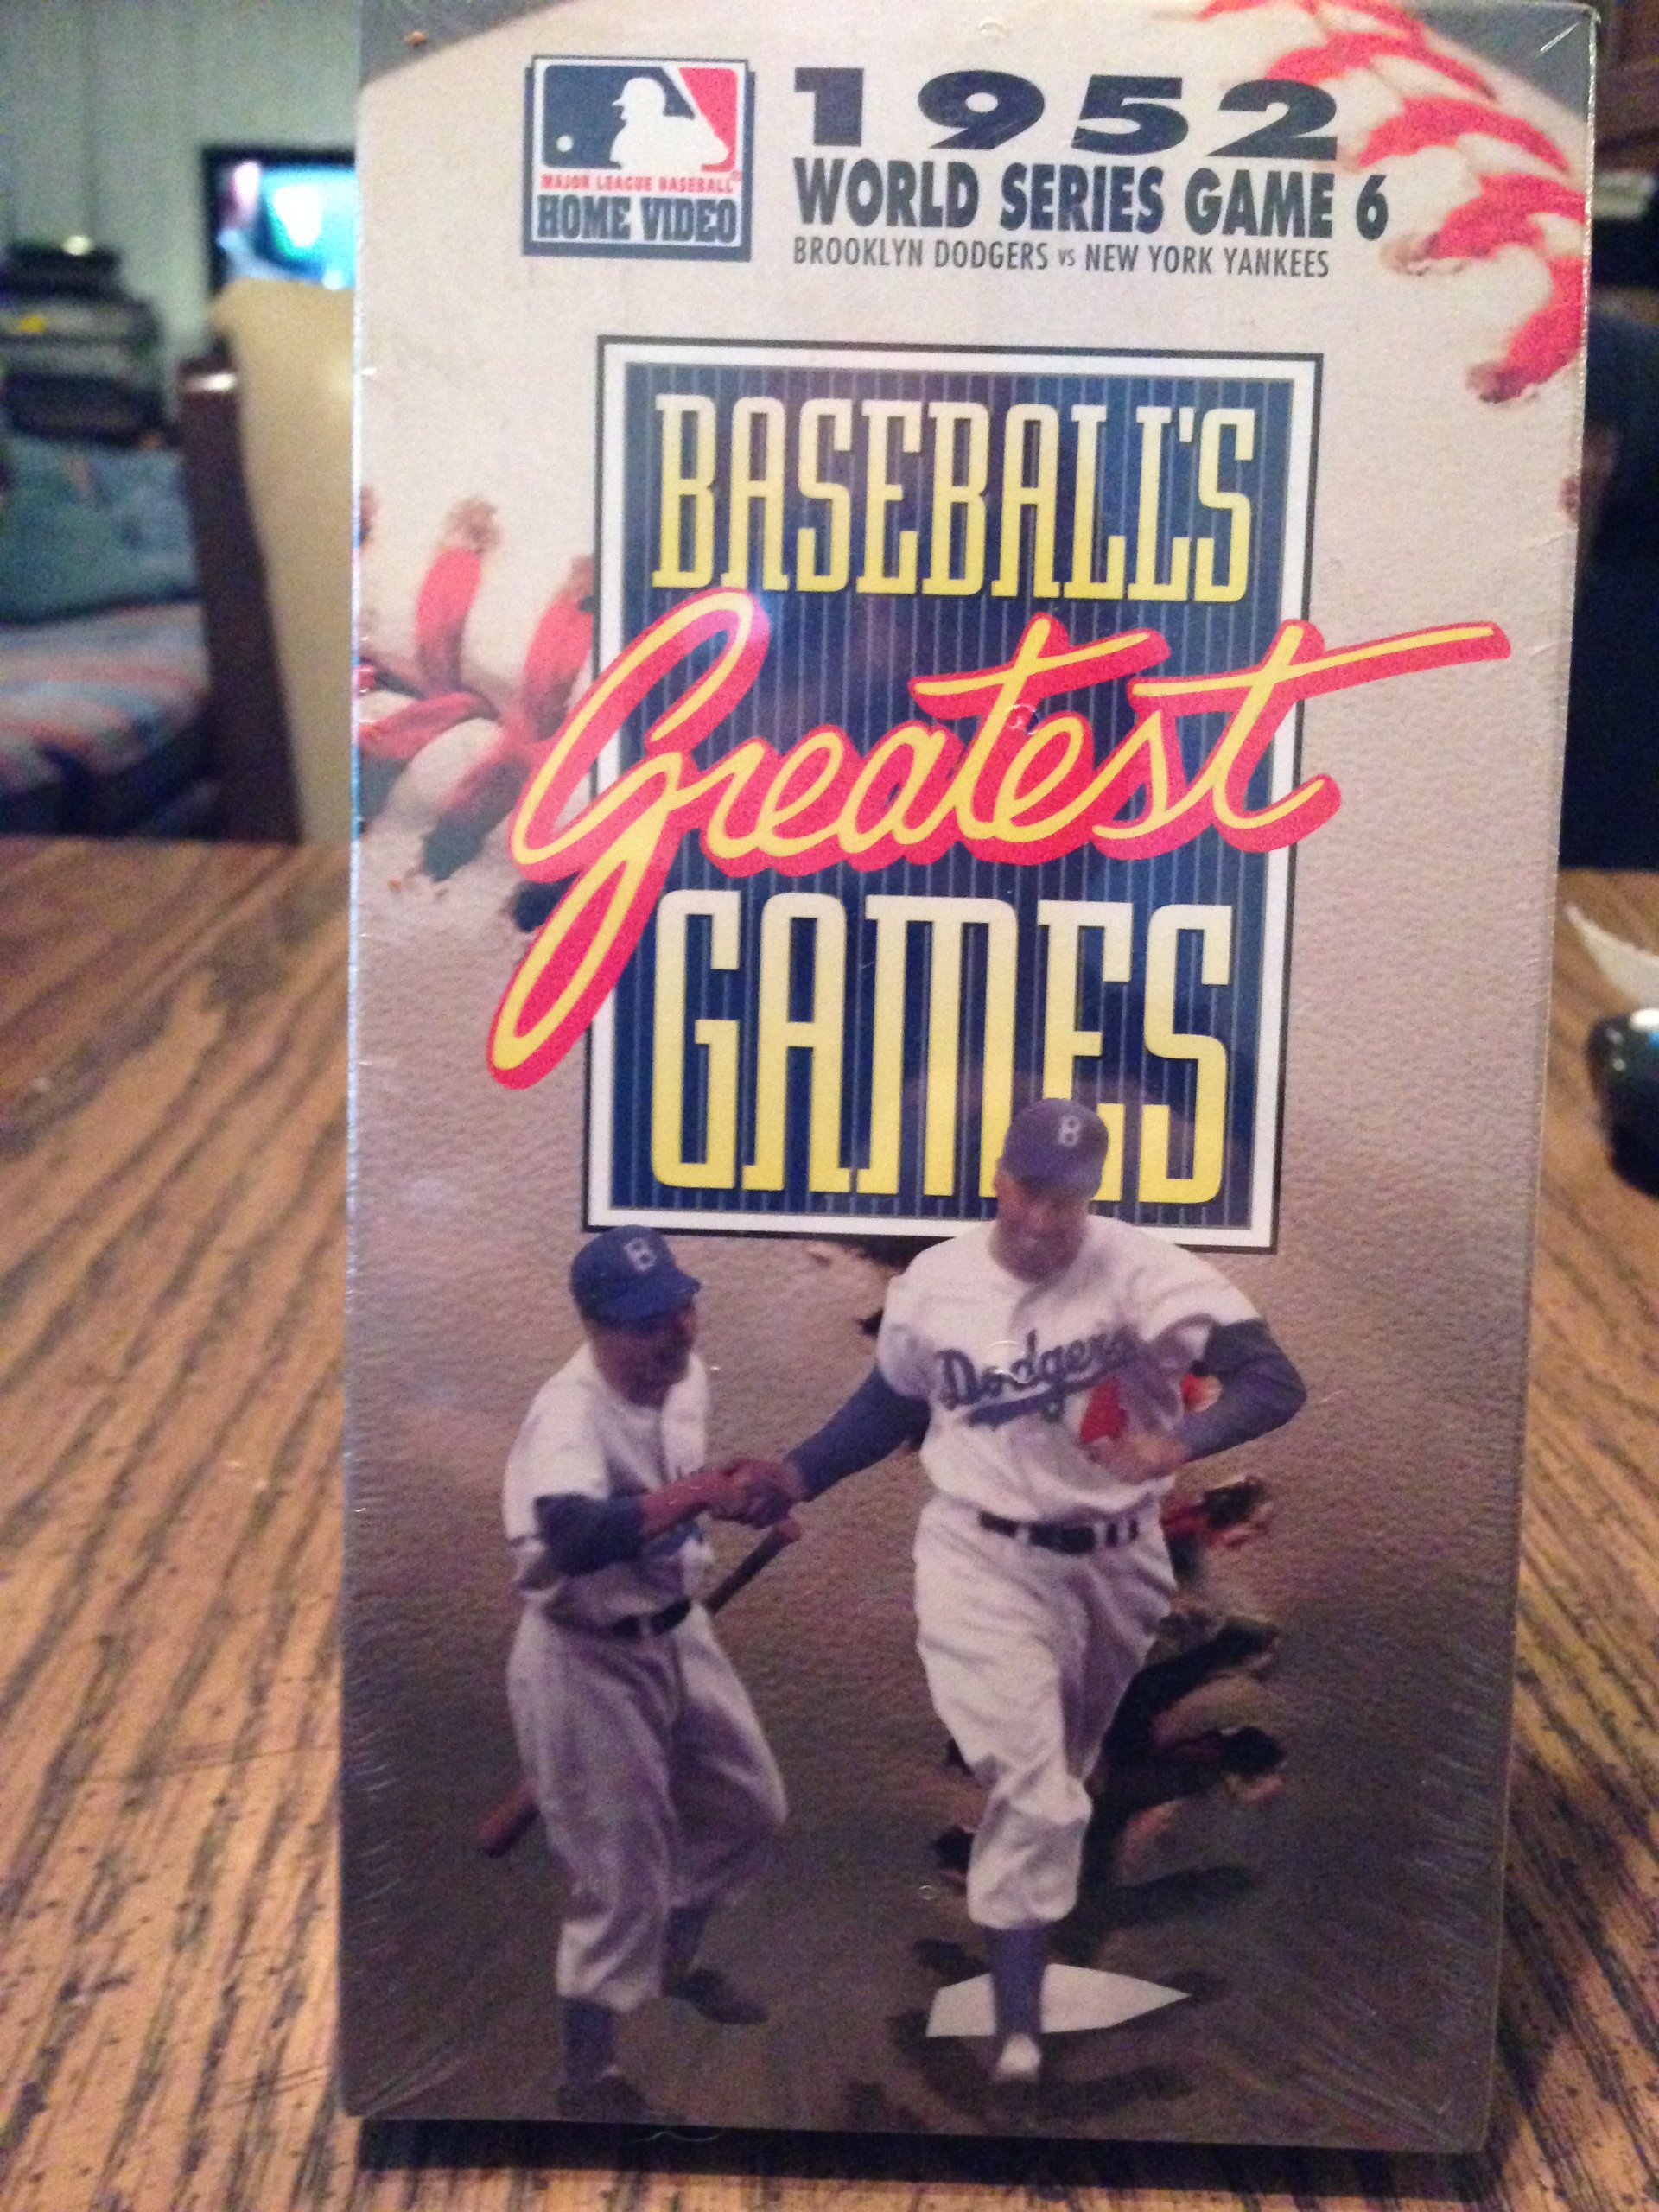 1952
WORLD SERIES GAME 6
BROOKLYN DODGERS vs NEW YORK YANKEES
MAJOR LEAGUE BASEBALL®
HOME VIDEO
BASEBALL'S
Greatest
GAMES
B
B
Dodgers